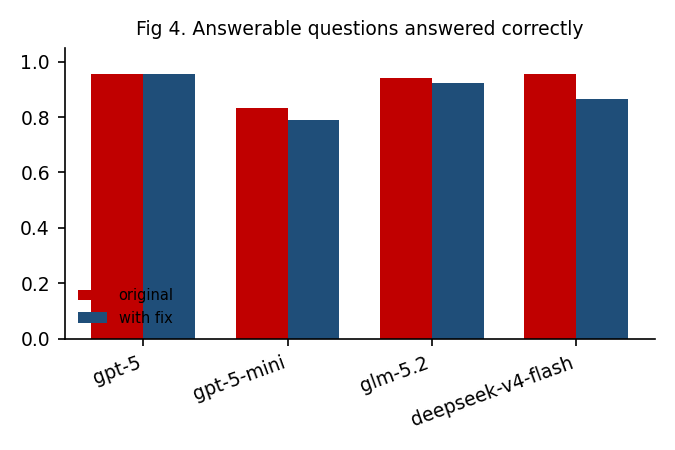 Fig 4. Answerable questions answered correctly
1.0
0.8
0.6
0.4
0.2
0.0
original
with fix
gpt-5
gpt-5-mini
glm-5.2
deepseek-v4-flash